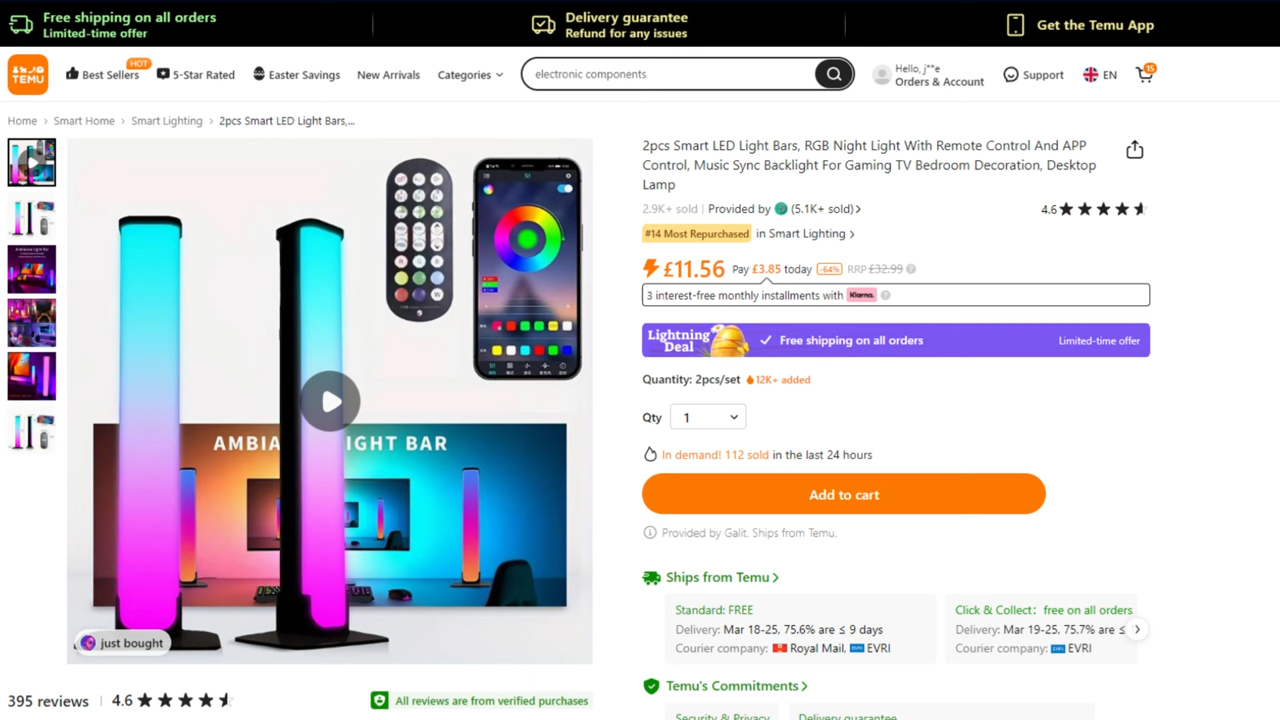 Free shipping on all orders
Limited-time offer
Delivery guarantee
Refund for any issues
Get the Temu App
TEMU
Best Sellers
HOT
5-Star Rated
Easter Savings
New Arrivals
Categories
electronic components
Hello, j**e
Orders & Account
Support
EN
15
Home > Smart Home > Smart Lighting > 2pcs Smart LED Light Bars,...
AMBIA IGHT BAR
just bought
395 reviews
4.6
All reviews are from verified purchases
2pcs Smart LED Light Bars, RGB Night Light With Remote Control And APP
Control, Music Sync Backlight For Gaming TV Bedroom Decoration, Desktop
Lamp
2.9K+ sold | Provided by (5.1K+ sold)>
4.6
#14 Most Repurchased in Smart Lighting >
£11.56 Pay £3.85 today -64% RRP £32.99
3 interest-free monthly installments with Klarna.
Lightning
Deal
Free shipping on all orders
Limited-time offer
Quantity: 2pcs/set 12K+ added
Qty 1
In demand! 112 sold in the last 24 hours
Add to cart
Provided by Galit. Ships from Temu.
Ships from Temu >
Standard: FREE
Delivery: Mar 18-25, 75.6% are ≤ 9 days
Courier company: Royal Mail, EVRI
Click & Collect: free on all orders
Delivery: Mar 19-25, 75.7% are ≤
Courier company: EVRI
Temu's Commitments >
Security & Privacy
Delivery guarantee